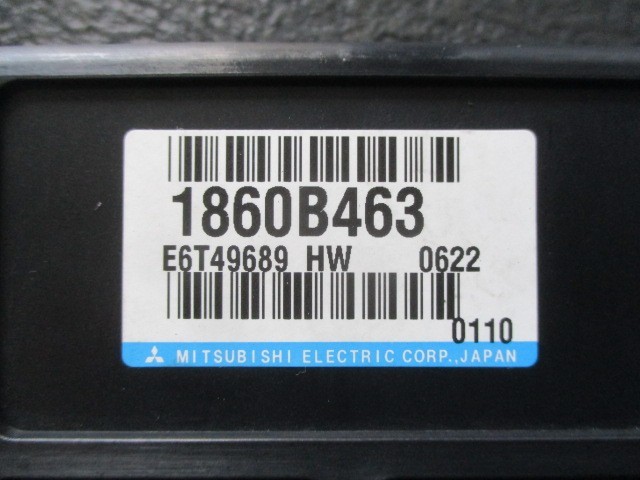 1860B463
E6T49689 HW 0622
0110
MITSUBISHI ELECTRIC CORP.,JAPAN